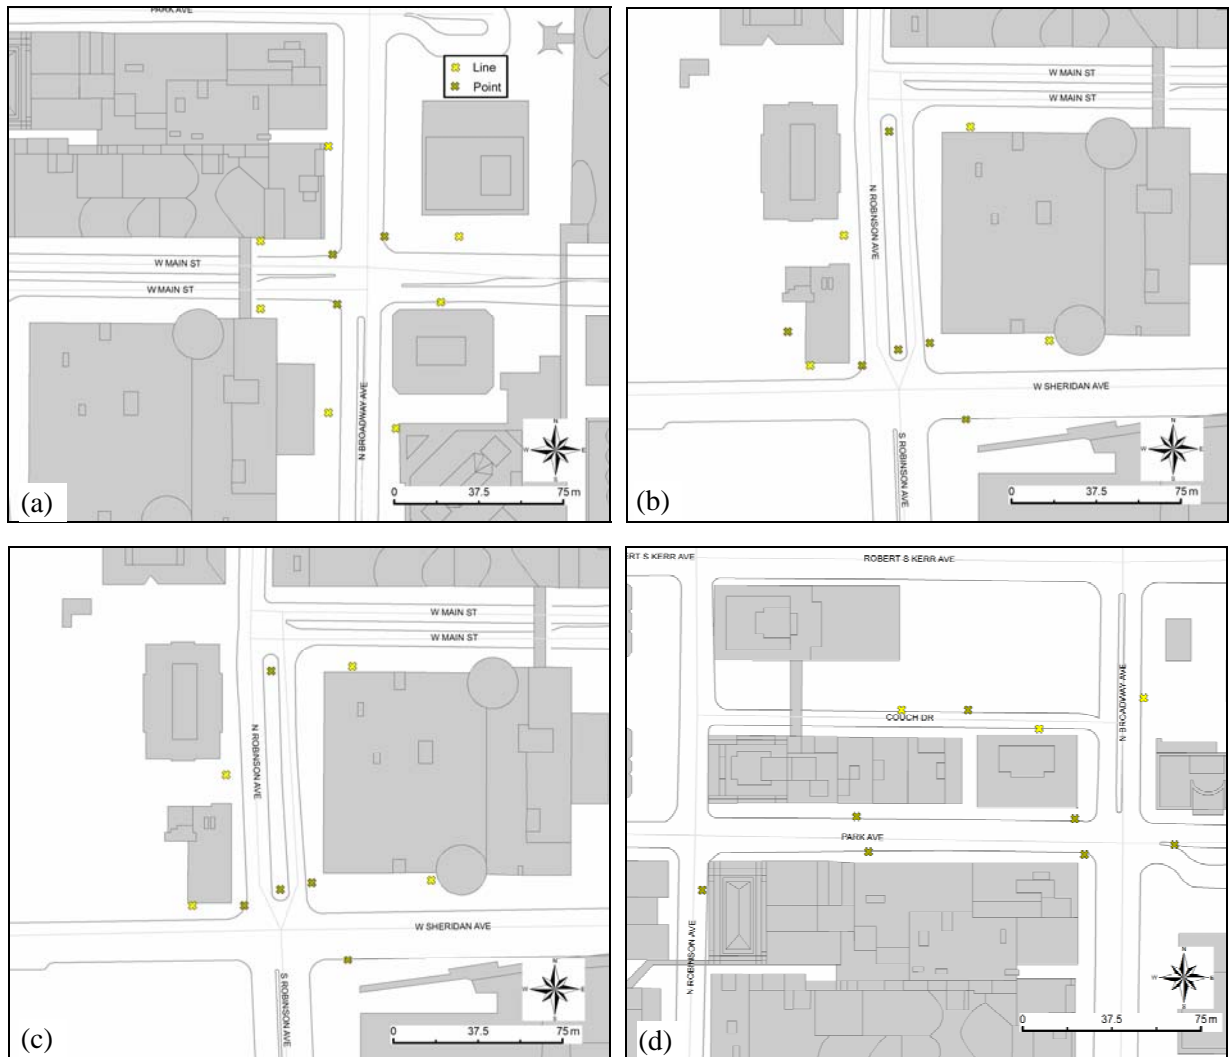 PARK AVE
Line
Point
W MAIN ST
W MAIN ST
N BROADWAY AVE
N
W E
S
0 37.5 75 m
(a)
W MAIN ST
W MAIN ST
N ROBINSON AVE
W SHERIDAN AVE
S ROBINSON AVE
N
W E
S
0 37.5 75 m
(b)
W MAIN ST
W MAIN ST
N ROBINSON AVE
W SHERIDAN AVE
S ROBINSON AVE
N
W E
S
0 37.5 75 m
(c)
ERT S KERR AVE
ROBERT S KERR AVE
N BROADWAY AVE
COUCH DR
PARK AVE
N ROBINSON AVE
N
W E
S
0 37.5 75 m
(d)